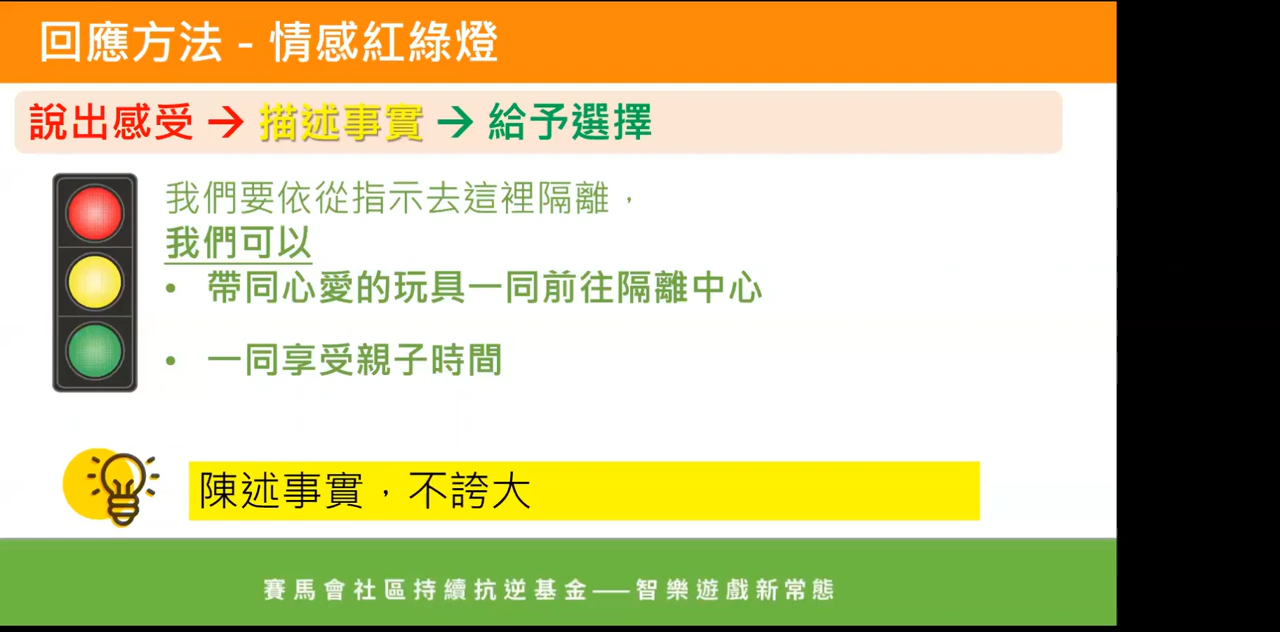 回應方法 - 情感紅綠燈
說出感受 → 描述事實 → 給予選擇
我們要依從指示去這裡隔離，
我們可以
• 帶同心愛的玩具一同前往隔離中心
• 一同享受親子時間
陳述事實，不誇大
賽馬會社區持續抗逆基金——智樂遊戲新常態